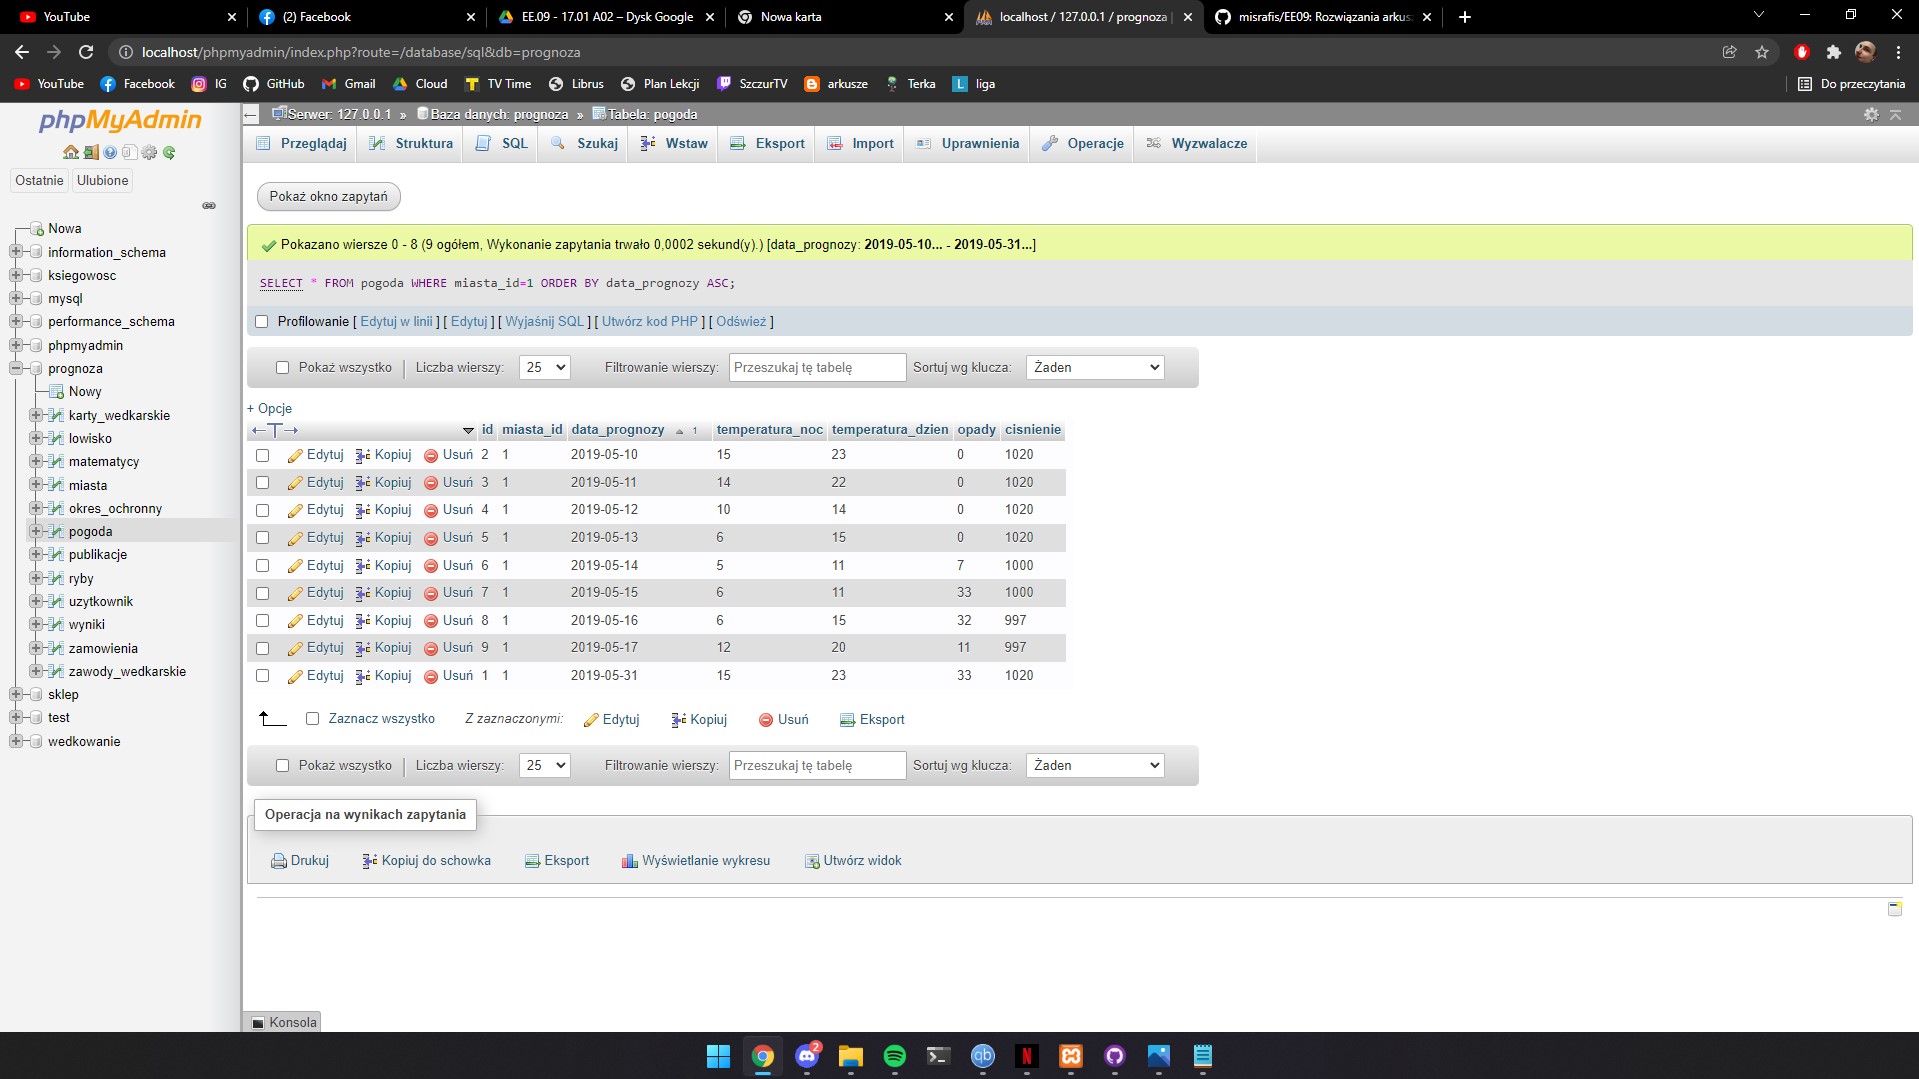 YouTube
(2) Facebook
EE.09 - 17.01 A02 – Dysk Google
Nowa karta
localhost / 127.0.0.1 / prognoza |
misrafis/EE09: Rozwiązania arkusz
localhost/phpmyadmin/index.php?route=/database/sql&db=prognoza
YouTube Facebook IG GitHub Gmail Cloud TV Time Librus Plan Lekcji SzczurTV arkusze Terka liga Do przeczytania
phpMyAdmin
Ostatnie Ulubione
Nowa
information_schema
ksiegowosc
mysql
performance_schema
phpmyadmin
prognoza
Nowy
karty_wedkarskie
lowisko
matematycy
miasta
okres_ochronny
pogoda
publikacje
ryby
uzytkownik
wyniki
zamowienia
zawody_wedkarskie
sklep
test
wedkowanie
Serwer: 127.0.0.1 » Baza danych: prognoza » Tabela: pogoda
Przeglądaj Struktura SQL Szukaj Wstaw Eksport Import Uprawnienia Operacje Wyzwalacze
Pokaż okno zapytań
Pokazano wiersze 0 - 8 (9 ogółem, Wykonanie zapytania trwało 0,0002 sekund(y).) [data_prognozy: 2019-05-10... - 2019-05-31...]
SELECT * FROM pogoda WHERE miasta_id=1 ORDER BY data_prognozy ASC;
Profilowanie [ Edytuj w linii ] [ Edytuj ] [ Wyjaśnij SQL ] [ Utwórz kod PHP ] [ Odśwież ]
Pokaż wszystko Liczba wierszy: 25 Filtrowanie wierszy: Przeszukaj tę tabelę Sortuj wg klucza: Żaden
+ Opcje
←T→ id miasta_id data_prognozy 1 temperatura_noc temperatura_dzien opady cisnienie
Edytuj Kopiuj Usuń 2 1 2019-05-10 15 23 0 1020
Edytuj Kopiuj Usuń 3 1 2019-05-11 14 22 0 1020
Edytuj Kopiuj Usuń 4 1 2019-05-12 10 14 0 1020
Edytuj Kopiuj Usuń 5 1 2019-05-13 6 15 0 1020
Edytuj Kopiuj Usuń 6 1 2019-05-14 5 11 7 1000
Edytuj Kopiuj Usuń 7 1 2019-05-15 6 11 33 1000
Edytuj Kopiuj Usuń 8 1 2019-05-16 6 15 32 997
Edytuj Kopiuj Usuń 9 1 2019-05-17 12 20 11 997
Edytuj Kopiuj Usuń 1 1 2019-05-31 15 23 33 1020
Zaznacz wszystko Z zaznaczonymi: Edytuj Kopiuj Usuń Eksport
Pokaż wszystko Liczba wierszy: 25 Filtrowanie wierszy: Przeszukaj tę tabelę Sortuj wg klucza: Żaden
Operacja na wynikach zapytania
Drukuj Kopiuj do schowka Eksport Wyświetlanie wykresu Utwórz widok
Konsola
2
qb
N